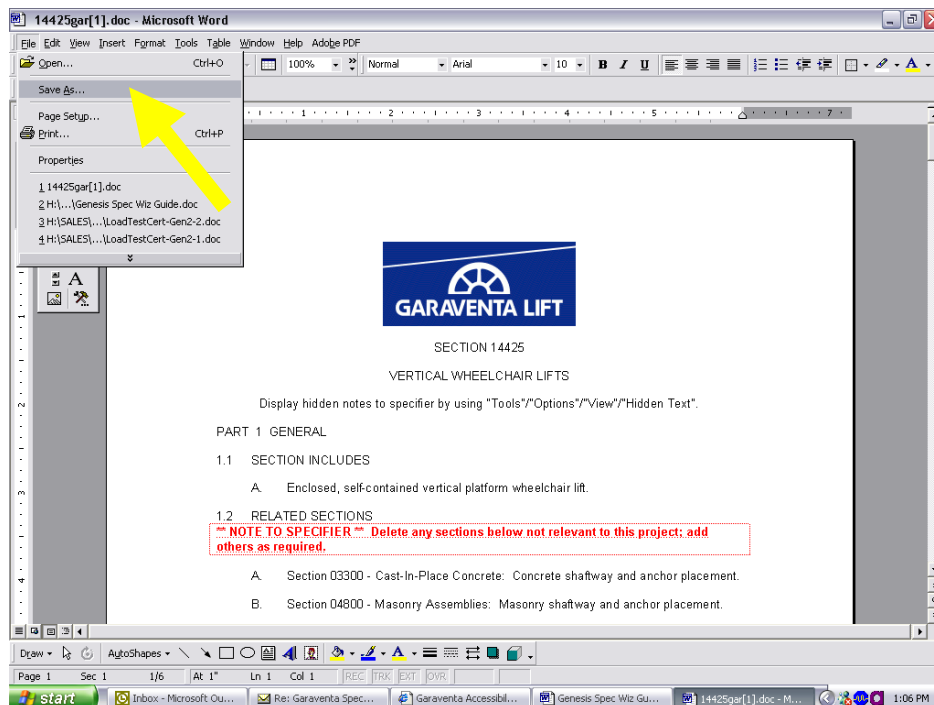 14425gar[1].doc - Microsoft Word
File Edit View Insert Format Tools Table Window Help Adobe PDF
Open... Ctrl+O
100% Normal Arial 10 B I U A
Save As...
Page Setup...
Print... Ctrl+P
Properties
1 14425gar[1].doc
2 H:\...\Genesis Spec Wiz Guide.doc
3 H:\SALES\...\LoadTestCert-Gen2-2.doc
4 H:\SALES\...\LoadTestCert-Gen2-1.doc
1 2 3 4 5 7
A
GARAVENTA LIFT
SECTION 14425
VERTICAL WHEELCHAIR LIFTS
Display hidden notes to specifier by using "Tools"/"Options"/"View"/"Hidden Text".
PART 1 GENERAL
1.1 SECTION INCLUDES
A. Enclosed, self-contained vertical platform wheelchair lift.
1.2 RELATED SECTIONS
** NOTE TO SPECIFIER ** Delete any sections below not relevant to this project; add
others as required.
A. Section 03300 - Cast-In-Place Concrete: Concrete shaftway and anchor placement.
B. Section 04800 - Masonry Assemblies: Masonry shaftway and anchor placement.
Draw AutoShapes A A
Page 1 Sec 1 1/6 At 1" Ln 1 Col 1 REC TRK EXT OVR
start Inbox - Microsoft Ou... Re: Garaventa Spec... Garaventa Accessibil... Genesis Spec Wiz Gu... 14425gar[1].doc - M... 1:06 PM